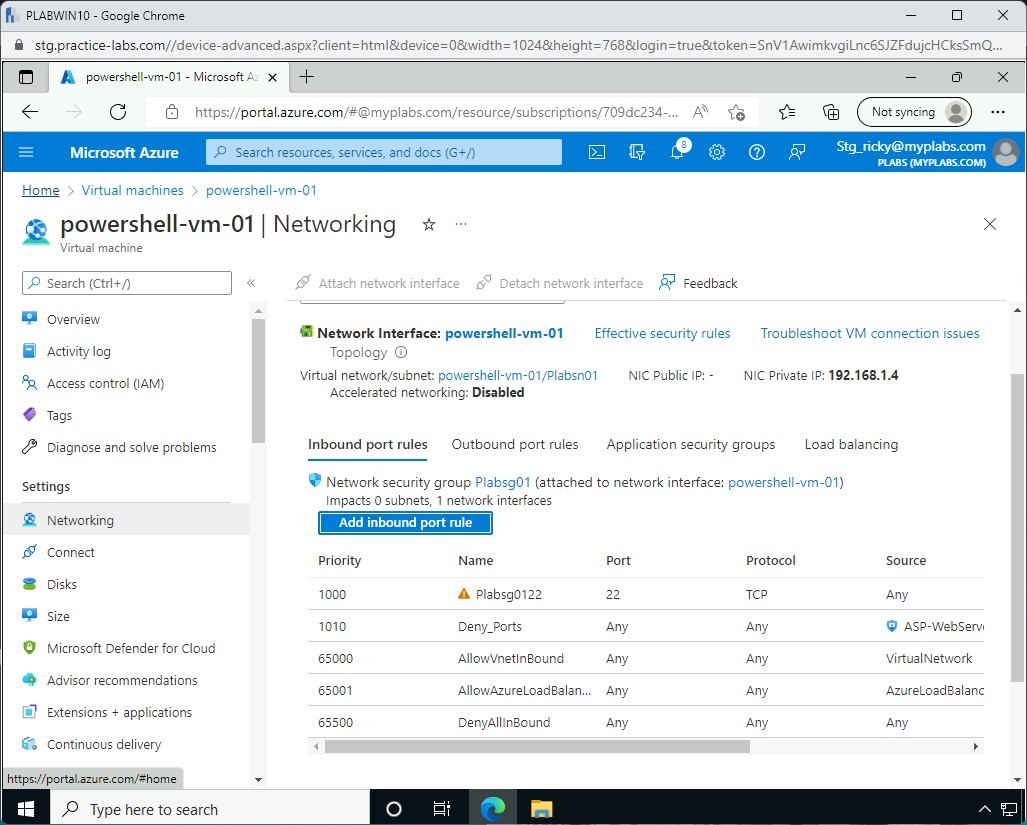 PLABWIN10 - Google Chrome
stg.practice-labs.com//device-advanced.aspx?client=html&device=0&width=1024&height=768&login=true&token=SnV1AwimkvgiLnc6SJZFdujcHCksSmQ...
powershell-vm-01 - Microsoft Az
https://portal.azure.com/#@myplabs.com/resource/subscriptions/709dc234-...
Not syncing
Microsoft Azure
Search resources, services, and docs (G+/)
8
Stg_ricky@myplabs.com
PLABS (MYPLABS.COM)
Home > Virtual machines > powershell-vm-01
powershell-vm-01 | Networking
Virtual machine
Search (Ctrl+/)
Attach network interface
Detach network interface
Feedback
Overview
Activity log
Access control (IAM)
Tags
Diagnose and solve problems
Settings
Networking
Connect
Disks
Size
Microsoft Defender for Cloud
Advisor recommendations
Extensions + applications
Continuous delivery
Network Interface: powershell-vm-01 Effective security rules Troubleshoot VM connection issues
Topology
Virtual network/subnet: powershell-vm-01/Plabsn01 NIC Public IP: - NIC Private IP: 192.168.1.4
Accelerated networking: Disabled
Inbound port rules Outbound port rules Application security groups Load balancing
Network security group Plabsg01 (attached to network interface: powershell-vm-01)
Impacts 0 subnets, 1 network interfaces
Add inbound port rule
Priority Name Port Protocol Source
1000 Plabsg0122 22 TCP Any
1010 Deny_Ports Any Any ASP-WebServe
65000 AllowVnetInBound Any Any VirtualNetwork
65001 AllowAzureLoadBalan... Any Any AzureLoadBalanc
65500 DenyAllInBound Any Any Any
https://portal.azure.com/#home
Type here to search